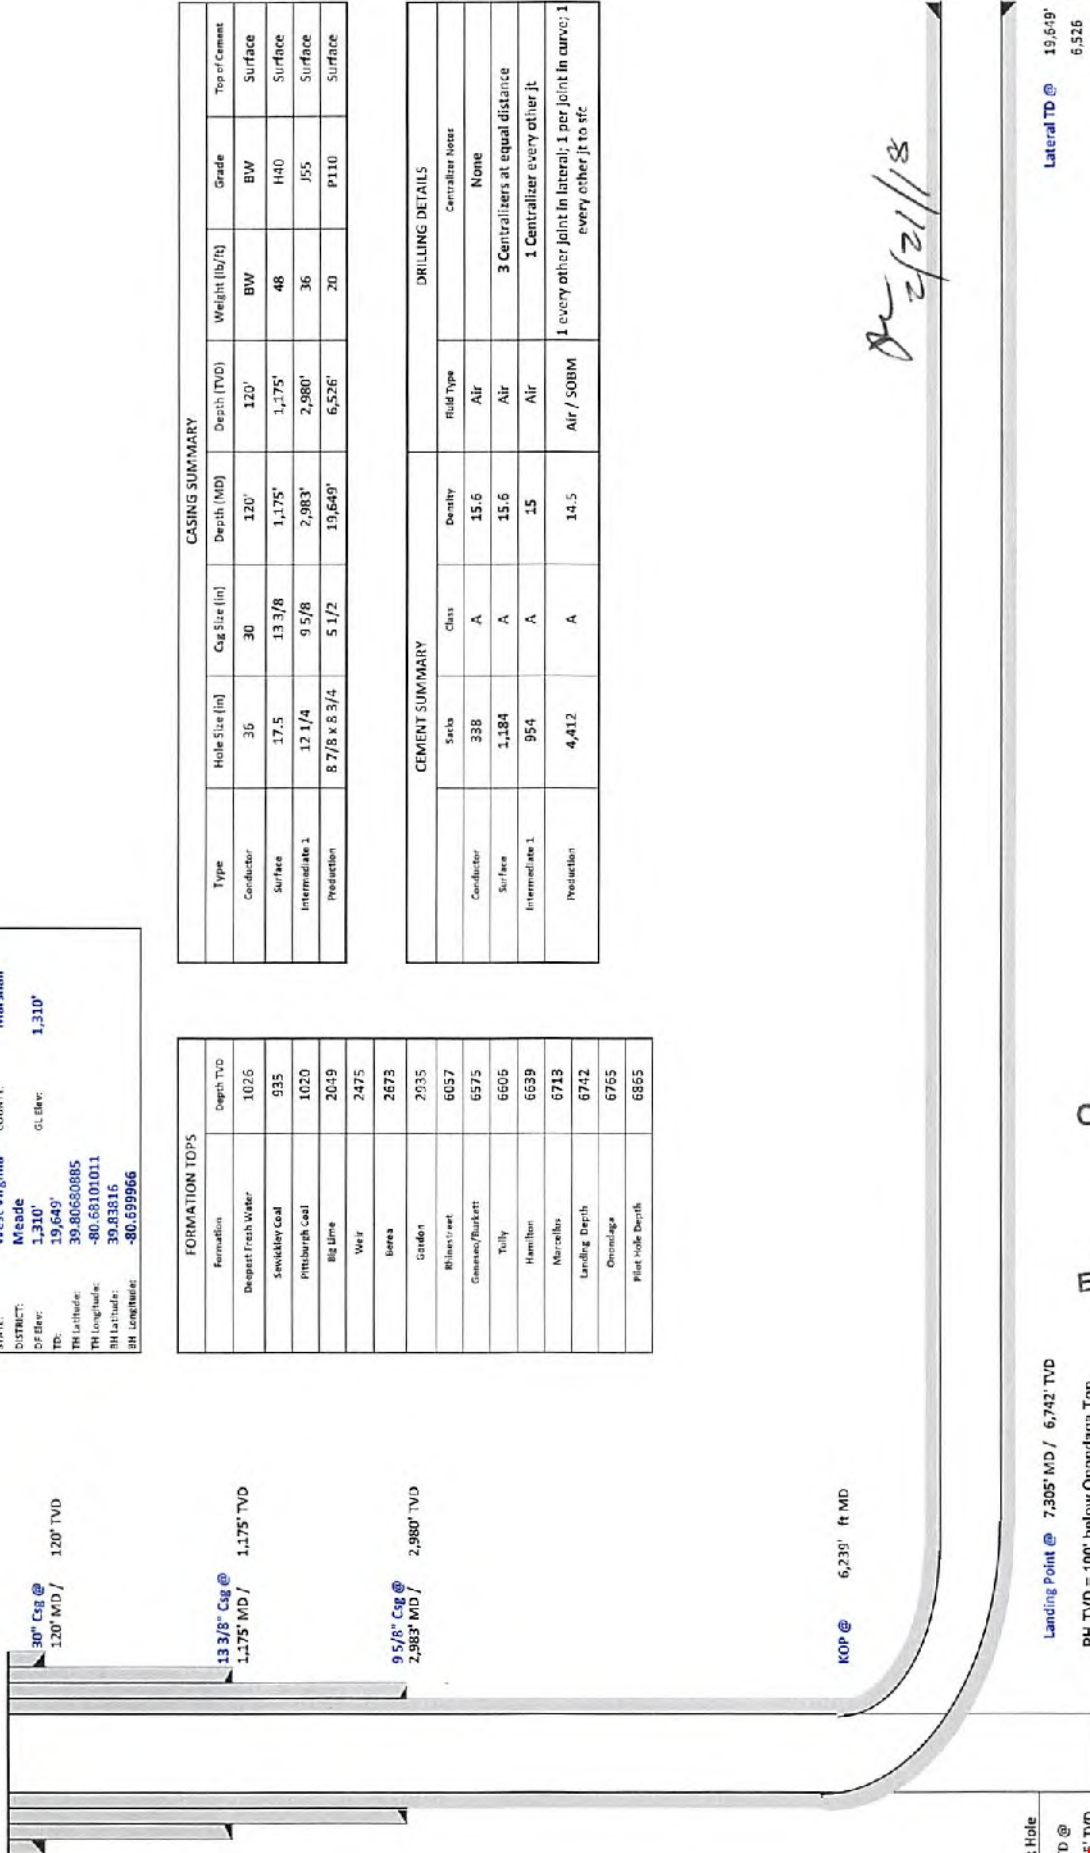 West Virginia
DISTRICT: Meade
DF Elev: 1,310' GL Elev: 1,310'
TD: 19,649'
TH Latitude: 39.80680885
TH Longitude: -80.68101011
BH Latitude: 39.83816
BH Longitude: -80.699966
30" Csg @
120' MD / 120' TVD
13 3/8" Csg @
1,175' MD / 1,175' TVD
9 5/8" Csg @
2,983' MD / 2,980' TVD
KOP @ 6,239' ft MD
FORMATION TOPS
Formation Depth TVD
Deepest Fresh Water 1026
Sewickley Coal 935
Pittsburgh Coal 1020
Big Lime 2049
Weir 2475
Berea 2673
Gordon 2935
Rhinestreet 6057
Geneseo/Burkett 6575
Tully 6606
Hamilton 6639
Marcellus 6713
Landing Depth 6742
Onondaga 6765
Pilot Hole Depth 6865
CASING SUMMARY
Type Hole Size (in) Csg Size (in) Depth (MD) Depth (TVD) Weight (lb/ft) Grade Top of Cement
Conductor 36 30 120' 120' BW BW Surface
Surface 17.5 13 3/8 1,175' 1,175' 48 H40 Surface
Intermediate 1 12 1/4 9 5/8 2,983' 2,980' 36 J55 Surface
Production 8 7/8 x 8 3/4 5 1/2 19,649' 6,526' 20 P110 Surface
CEMENT SUMMARY DRILLING DETAILS
Sacks Class Density Fluid Type Centralizer Notes
Conductor 338 A 15.6 Air None
Surface 1,184 A 15.6 Air 3 Centralizers at equal distance
Intermediate 1 954 A 15 Air 1 Centralizer every other jt
Production 4,412 A 14.5 Air / SOBM 1 every other joint in lateral; 1 per joint in curve; 1
every other jt to sfc
2/21/18
Landing Point @ 7,305' MD / 6,742' TVD
PH TVD = 100' below Onondaga Top
Lateral TD @ 19,649'
6,526
Hole